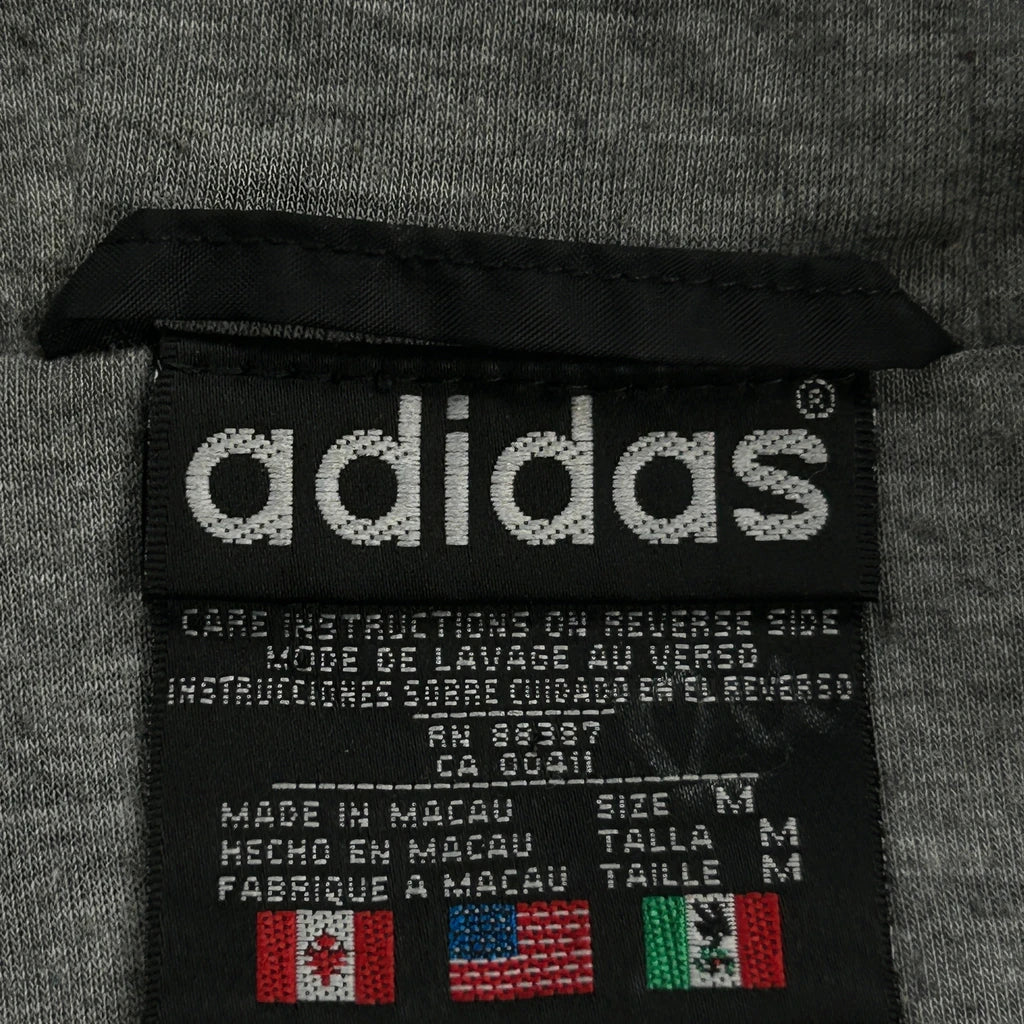 adidas®
CARE INSTRUCTIONS ON REVERSE SIDE
MODE DE LAVAGE AU VERSO
INSTRUCCIONES SOBRE CUIDADO EN EL REVERSO
RN 88387
CA 00411
MADE IN MACAU SIZE M
HECHO EN MACAU TALLA M
FABRIQUE A MACAU TAILLE M